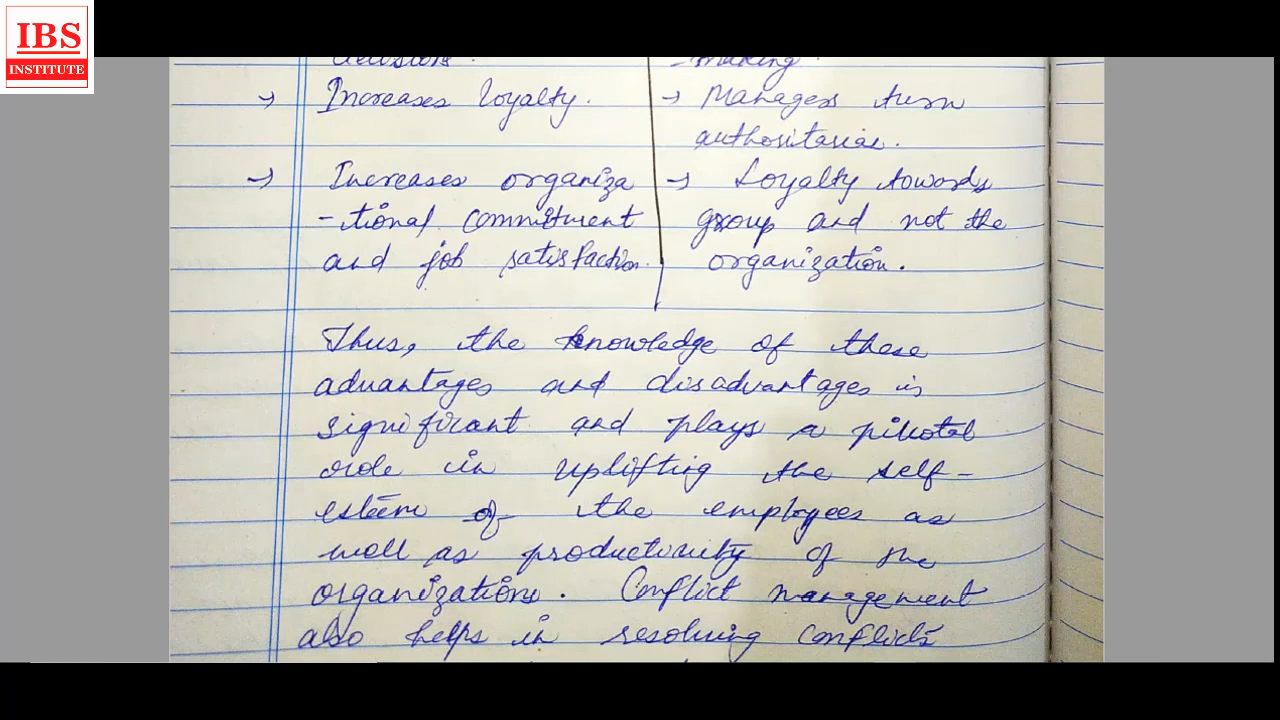 IBS
INSTITUTE
decision.
-making.
→ Increases loyalty.
→ Managers turn
authoritarian.
→ Increases organiza
-tional commitment
and job satisfaction.
→ Loyalty towards
group and not the
organization.
Thus, the knowledge of these
advantages and disadvantages is
significant and plays a pivotal
role in uplifting the self-
esteem of the employees as
well as productivity of the
organizations. Conflict management
also helps in resolving conflicts